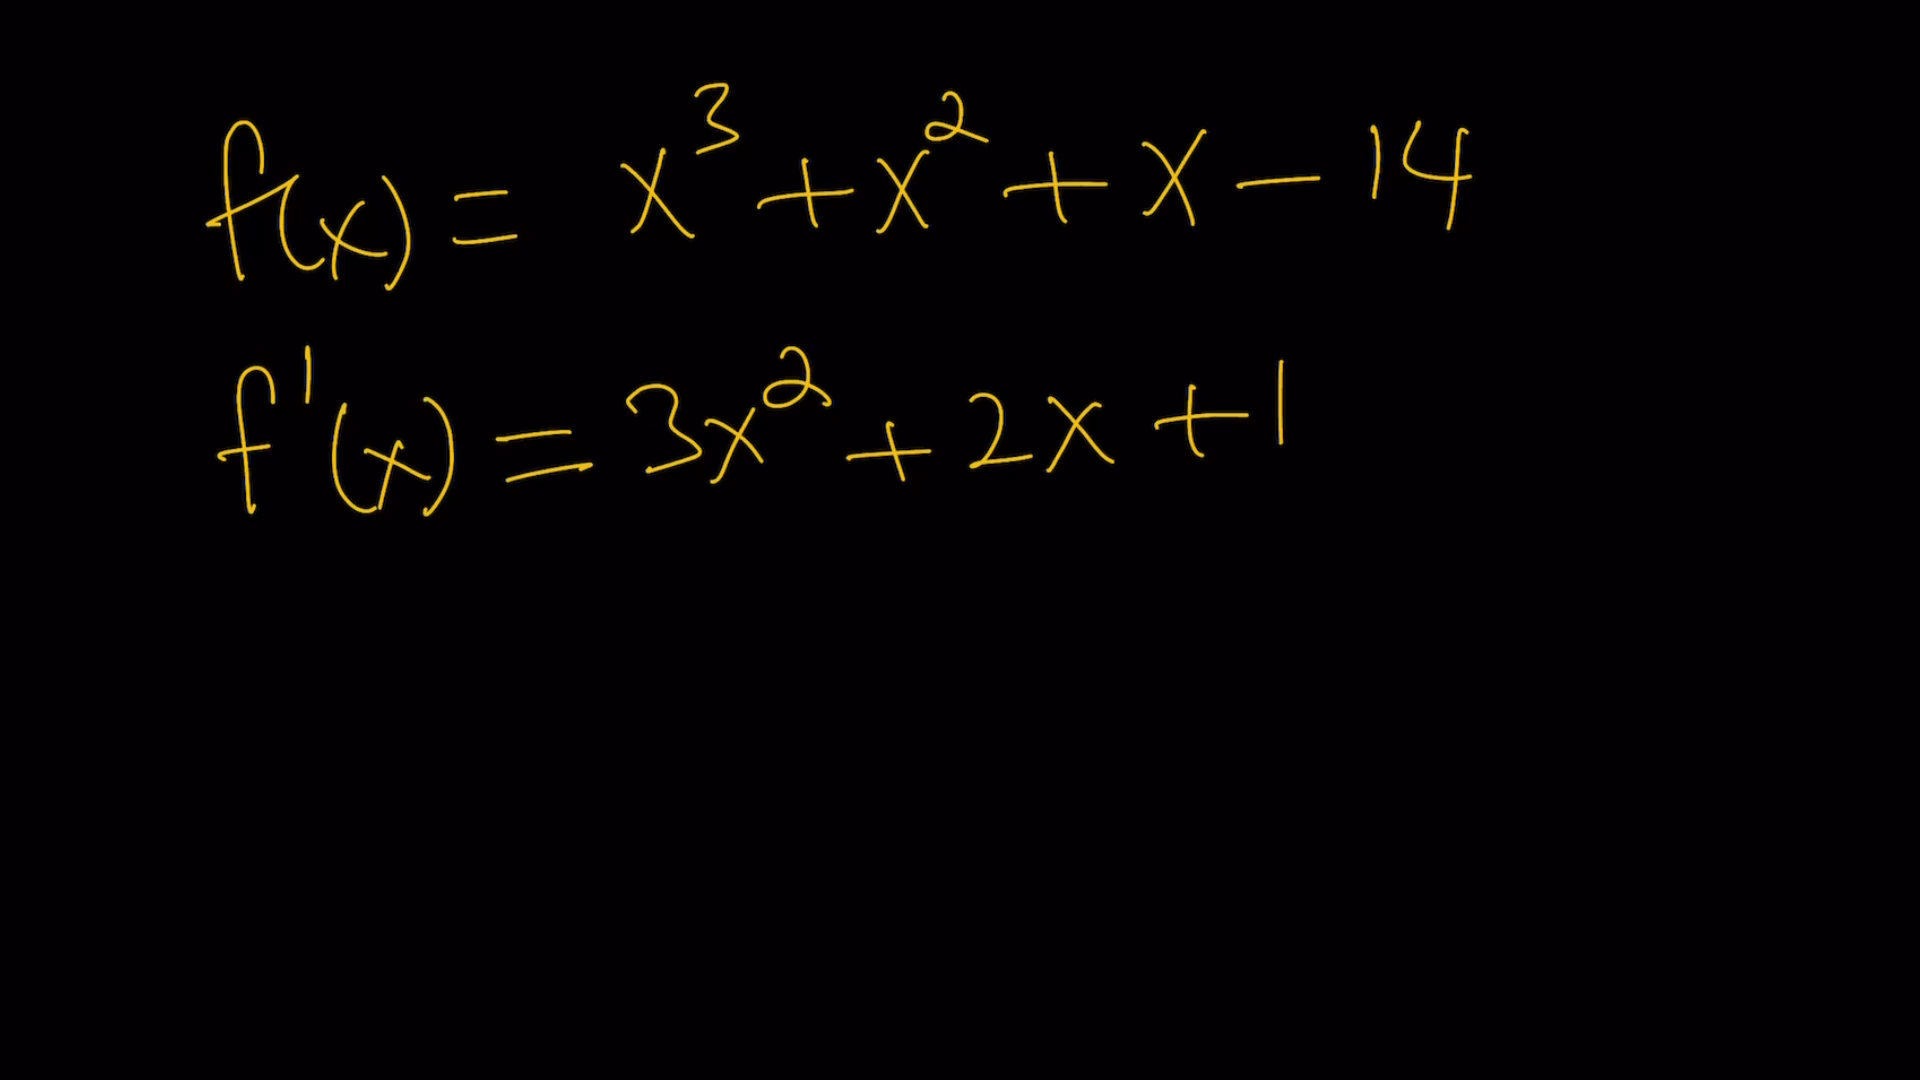 f(x) = x³ + x² + x - 14
f'(x) = 3x² + 2x + 1